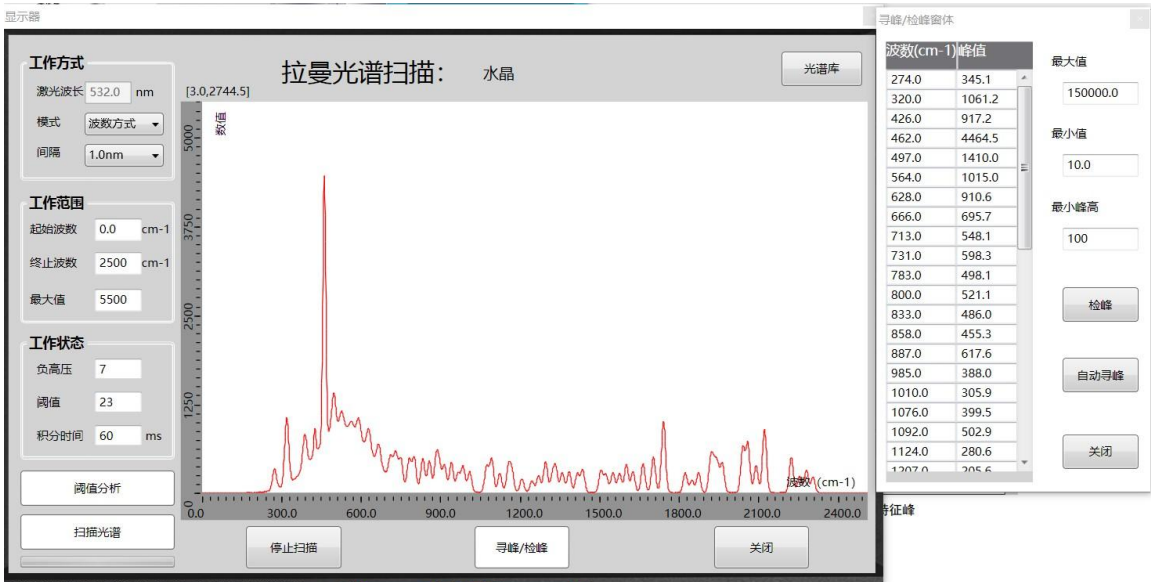 显示器
工作方式
激光波长 532.0 nm
模式 波数方式
间隔 1.0nm
工作范围
起始波数 0.0 cm-1
终止波数 2500 cm-1
最大值 5500
工作状态
负高压 7
阈值 23
积分时间 60 ms
阈值分析
扫描光谱
拉曼光谱扫描： 水晶
光谱库
[3.0,2744.5]
数值
5000
3750
2500
1250
0
0.0 300.0 600.0 900.0 1200.0 1500.0 1800.0 2100.0 2400.0
波数 (cm-1)
停止扫描 寻峰/检峰 关闭
寻峰/检峰窗体
波数(cm-1) 峰值
274.0 345.1
320.0 1061.2
426.0 917.2
462.0 4464.5
497.0 1410.0
564.0 1015.0
628.0 910.6
666.0 695.7
713.0 548.1
731.0 598.3
783.0 498.1
800.0 521.1
833.0 486.0
858.0 455.3
887.0 617.6
985.0 388.0
1010.0 305.9
1076.0 399.5
1092.0 502.9
1124.0 280.6
1207.0 205.6
最大值
150000.0
最小值
10.0
最小峰高
100
检峰
自动寻峰
关闭
特征峰